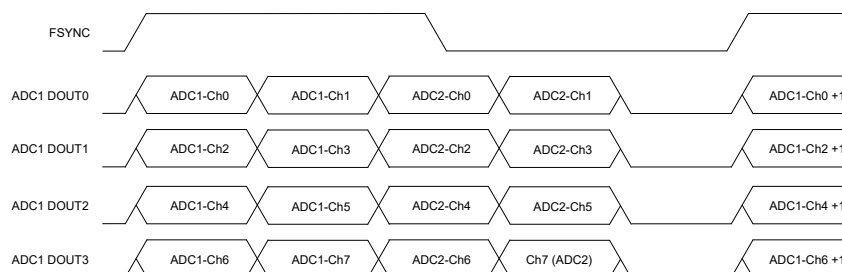 FSYNC
ADC1 DOUT0 ADC1-Ch0 ADC1-Ch1 ADC2-Ch0 ADC2-Ch1 ADC1-Ch0 +1
ADC1 DOUT1 ADC1-Ch2 ADC1-Ch3 ADC2-Ch2 ADC2-Ch3 ADC1-Ch2 +1
ADC1 DOUT2 ADC1-Ch4 ADC1-Ch5 ADC2-Ch4 ADC2-Ch5 ADC1-Ch4 +1
ADC1 DOUT3 ADC1-Ch6 ADC1-Ch7 ADC2-Ch6 Ch7 (ADC2) ADC1-Ch6 +1